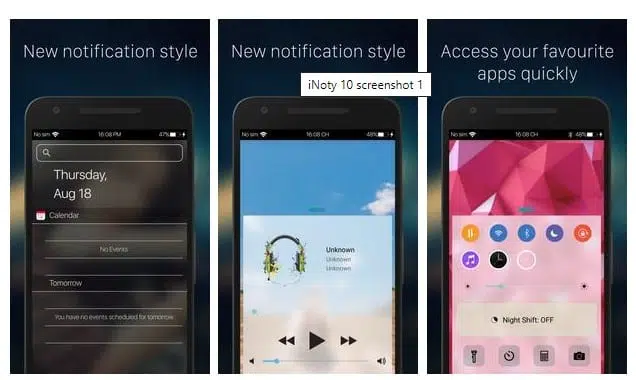 New notification style
No sim 16:08 PM 47%
Thursday,
Aug 18
Calendar
No Events
Tomorrow
You have no events scheduled for tomorrow.
New notification style
iNoty 10 screenshot 1
No sim 16:08 CH 48%
Unknown
Unknown
Unknown
Access your favourite
apps quickly
No sim 16:08 CH 48%
Night Shift: OFF